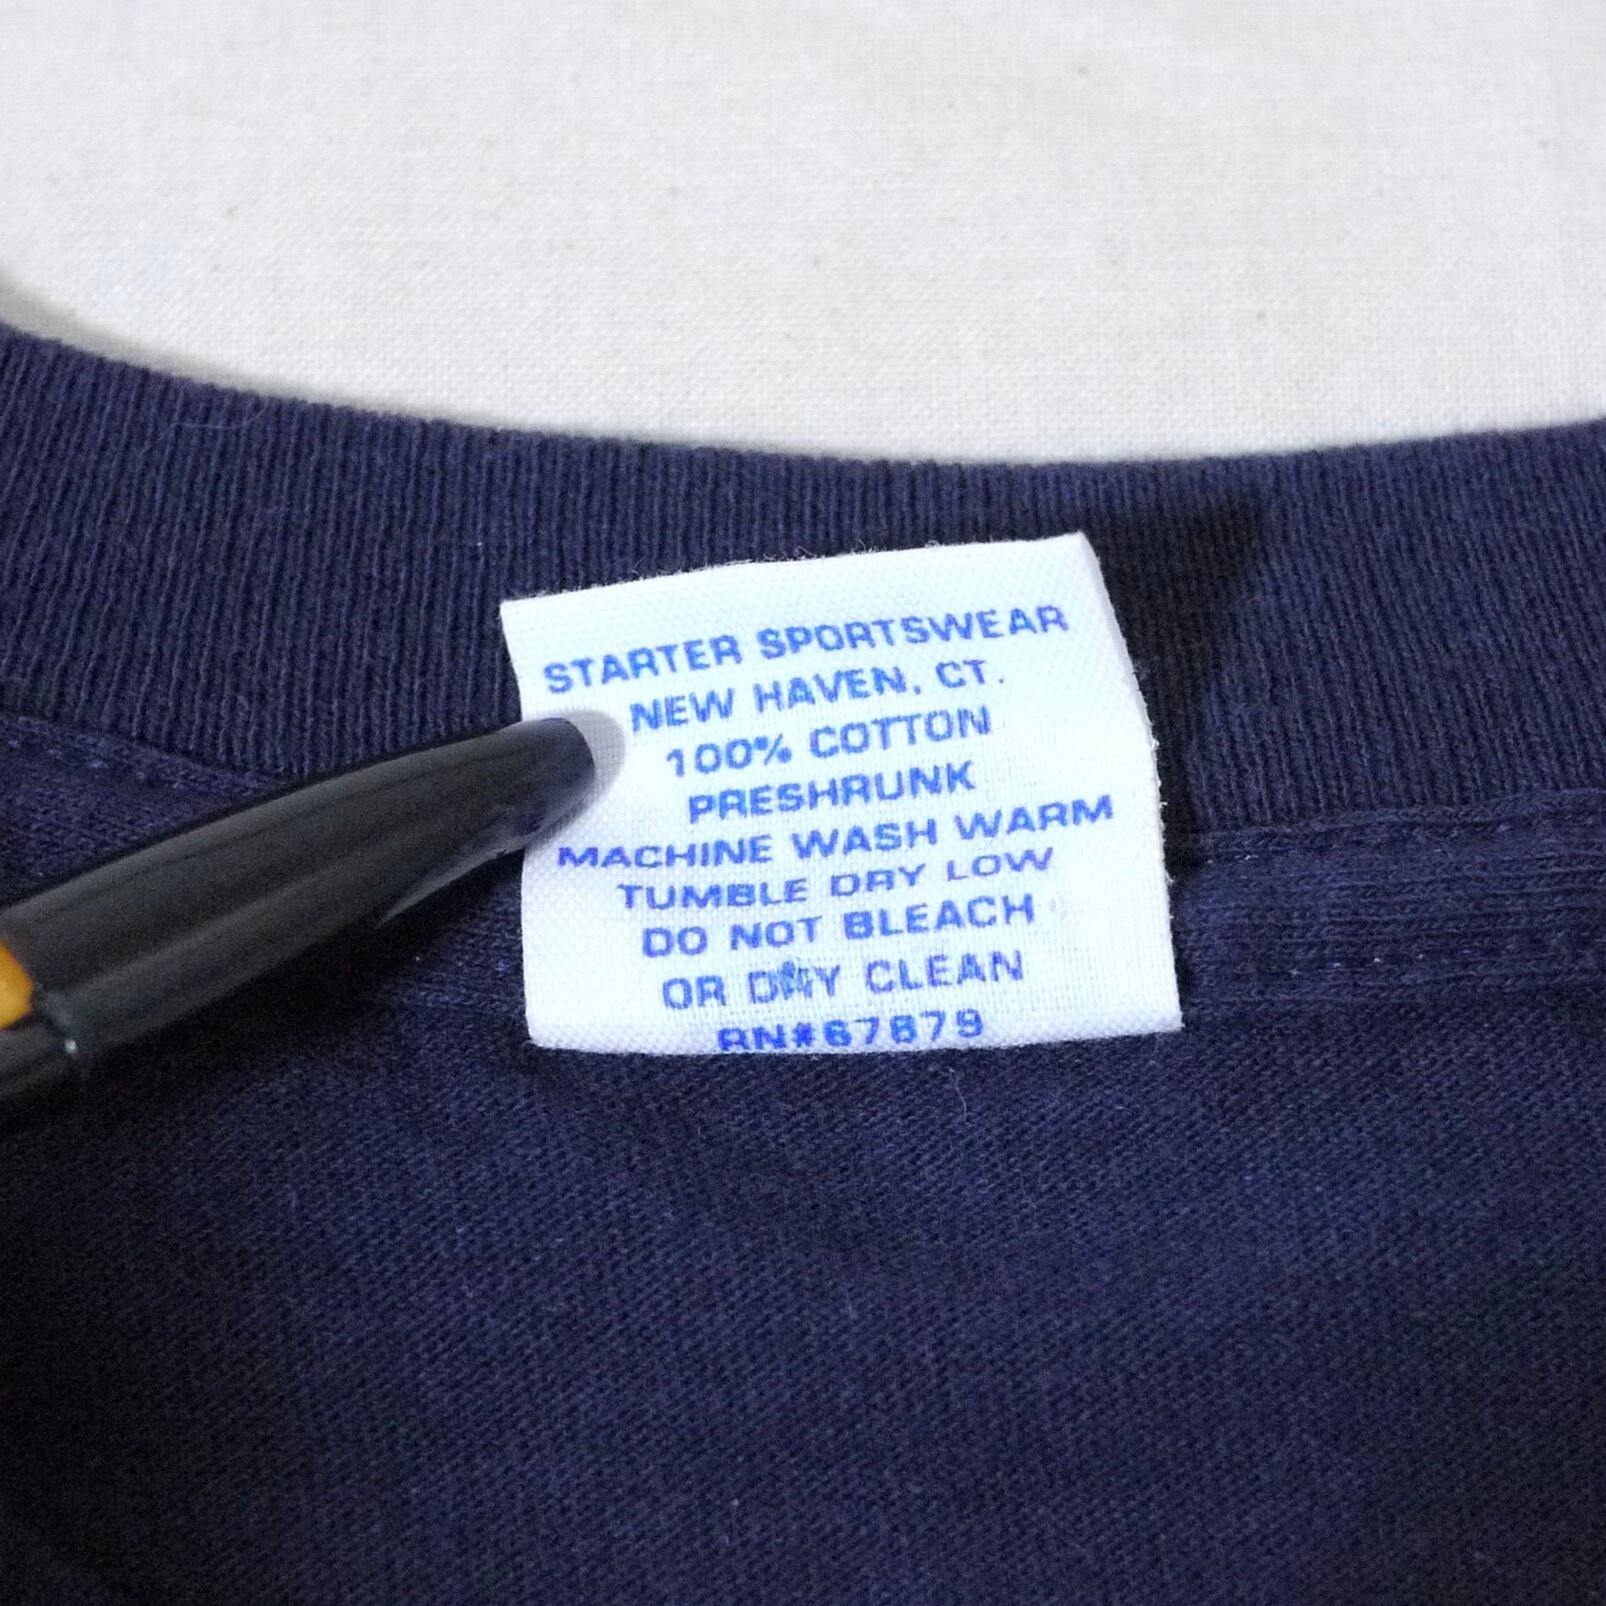 STARTER SPORTSWEAR
NEW HAVEN, CT.
100% COTTON
PRESHRUNK
MACHINE WASH WARM
TUMBLE DRY LOW
DO NOT BLEACH
OR DRY CLEAN
RN#67879